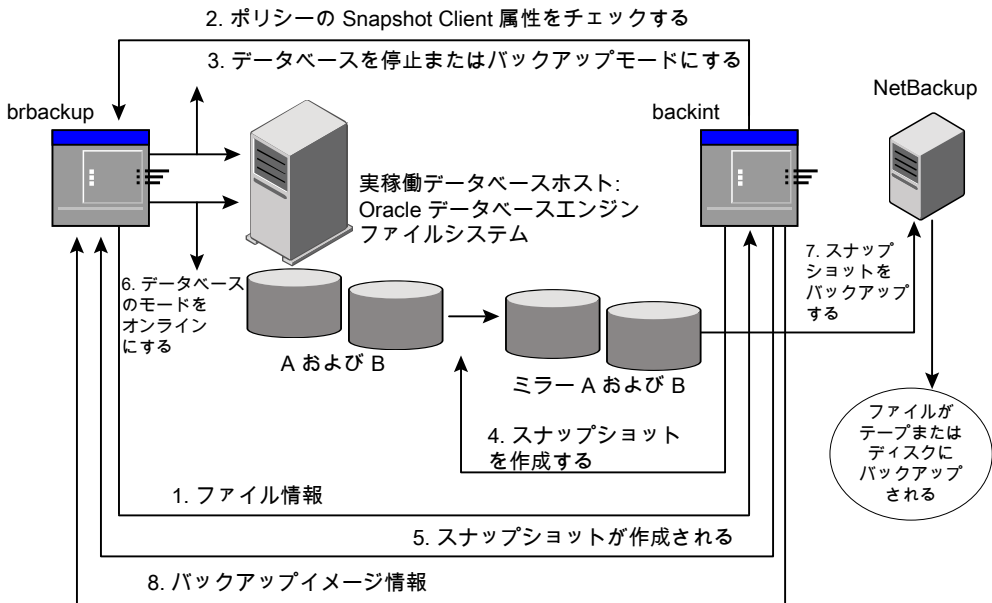 2. ポリシーの Snapshot Client 属性をチェックする
3. データベースを停止またはバックアップモードにする
brbackup
backint
NetBackup
実稼働データベースホスト:
Oracle データベースエンジン
ファイルシステム
7. スナップ
ショットを
バックアップ
する
6. データベース
のモードを
オンライン
にする
A および B
ミラー A および B
ファイルが
テープまたは
ディスクに
バックアップ
される
4. スナップショット
を作成する
1. ファイル情報
5. スナップショットが作成される
8. バックアップイメージ情報